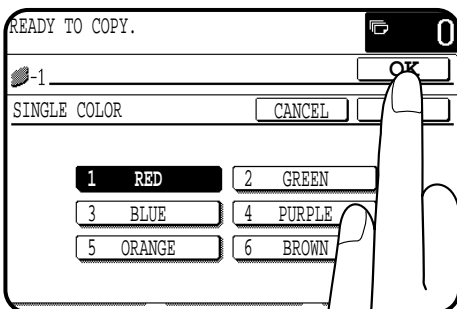 READY TO COPY. 0
-1 OK
SINGLE COLOR CANCEL
1 RED 2 GREEN
3 BLUE 4 PURPLE
5 ORANGE 6 BROWN